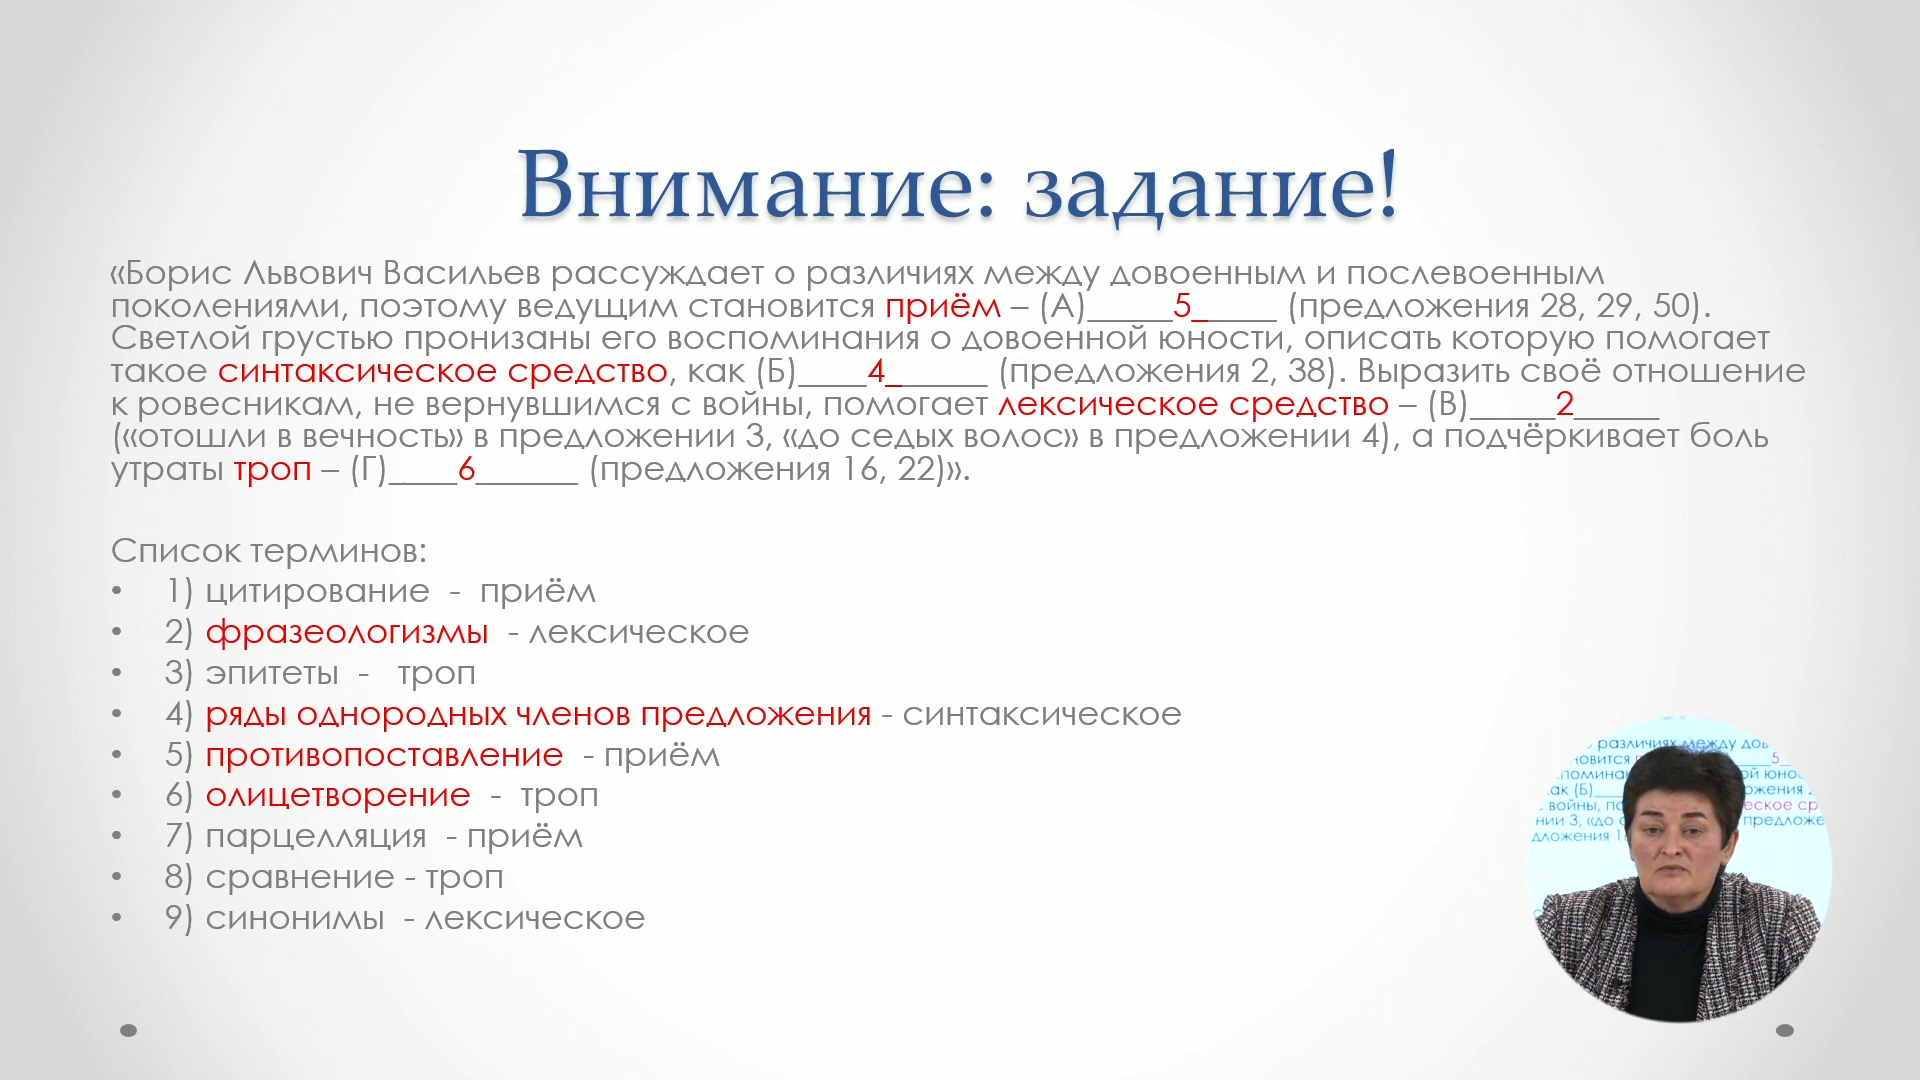 Внимание: задание!
«Борис Львович Васильев рассуждает о различиях между довоенным и послевоенным
поколениями, поэтому ведущим становится приём – (А)_____5_____ (предложения 28, 29, 50).
Светлой грустью пронизаны его воспоминания о довоенной юности, описать которую помогает
такое синтаксическое средство, как (Б)____4______ (предложения 2, 38). Выразить своё отношение
к ровесникам, не вернувшимся с войны, помогает лексическое средство – (В)_____2_____
(«отошли в вечность» в предложении 3, «до седых волос» в предложении 4), а подчёркивает боль
утраты троп – (Г)____6______ (предложения 16, 22)».
Список терминов:
• 1) цитирование - приём
• 2) фразеологизмы - лексическое
• 3) эпитеты - троп
• 4) ряды однородных членов предложения - синтаксическое
• 5) противопоставление - приём
• 6) олицетворение - троп
• 7) парцелляция - приём
• 8) сравнение - троп
• 9) синонимы - лексическое
различиях между